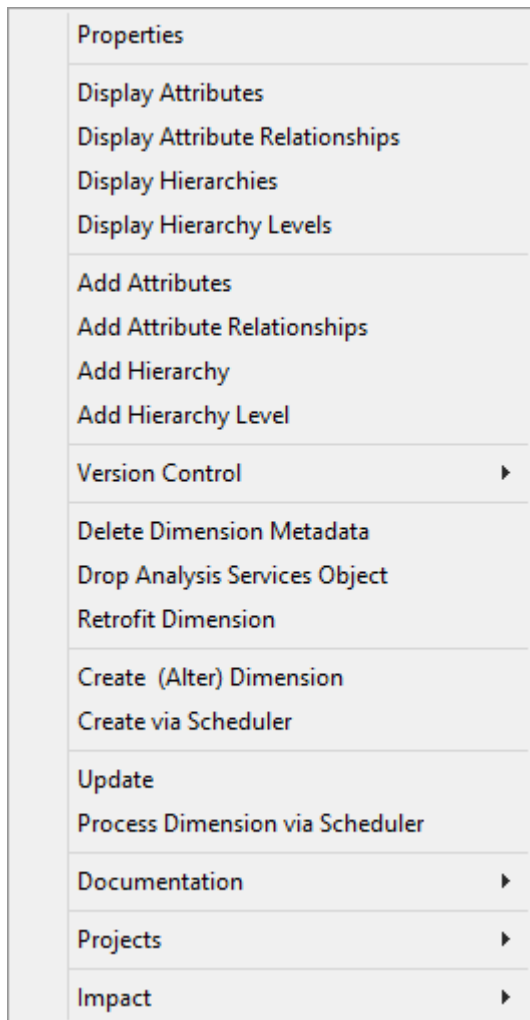 Properties
Display Attributes
Display Attribute Relationships
Display Hierarchies
Display Hierarchy Levels
Add Attributes
Add Attribute Relationships
Add Hierarchy
Add Hierarchy Level
Version Control
Delete Dimension Metadata
Drop Analysis Services Object
Retrofit Dimension
Create  (Alter) Dimension
Create via Scheduler
Update
Process Dimension via Scheduler
Documentation
Projects
Impact